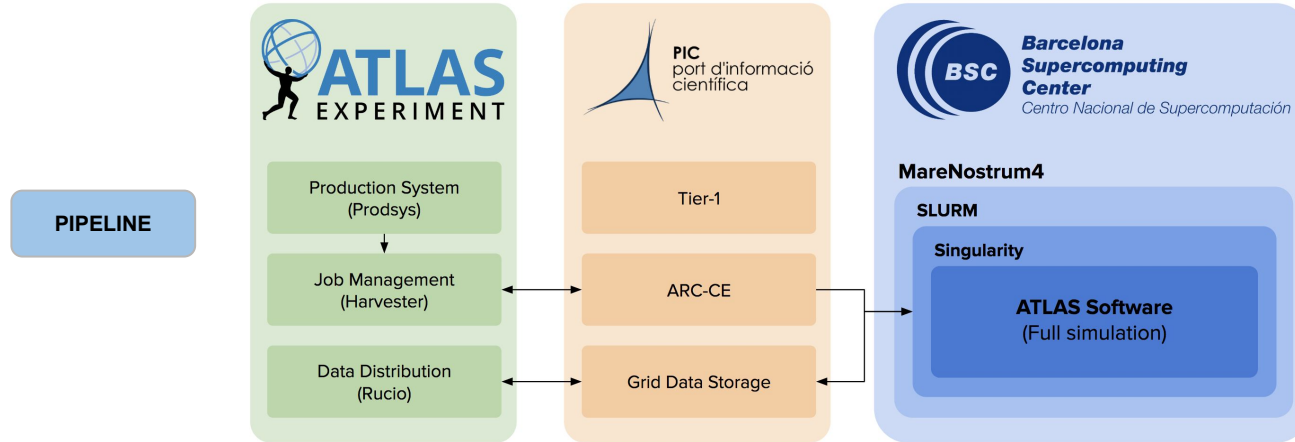 PIPELINE
ATLAS
EXPERIMENT
Production System
(Prodsys)
Job Management
(Harvester)
Data Distribution
(Rucio)
PIC
port d'informació
científica
Tier-1
ARC-CE
Grid Data Storage
BSC
Barcelona
Supercomputing
Center
Centro Nacional de Supercomputación
MareNostrum4
SLURM
Singularity
ATLAS Software
(Full simulation)